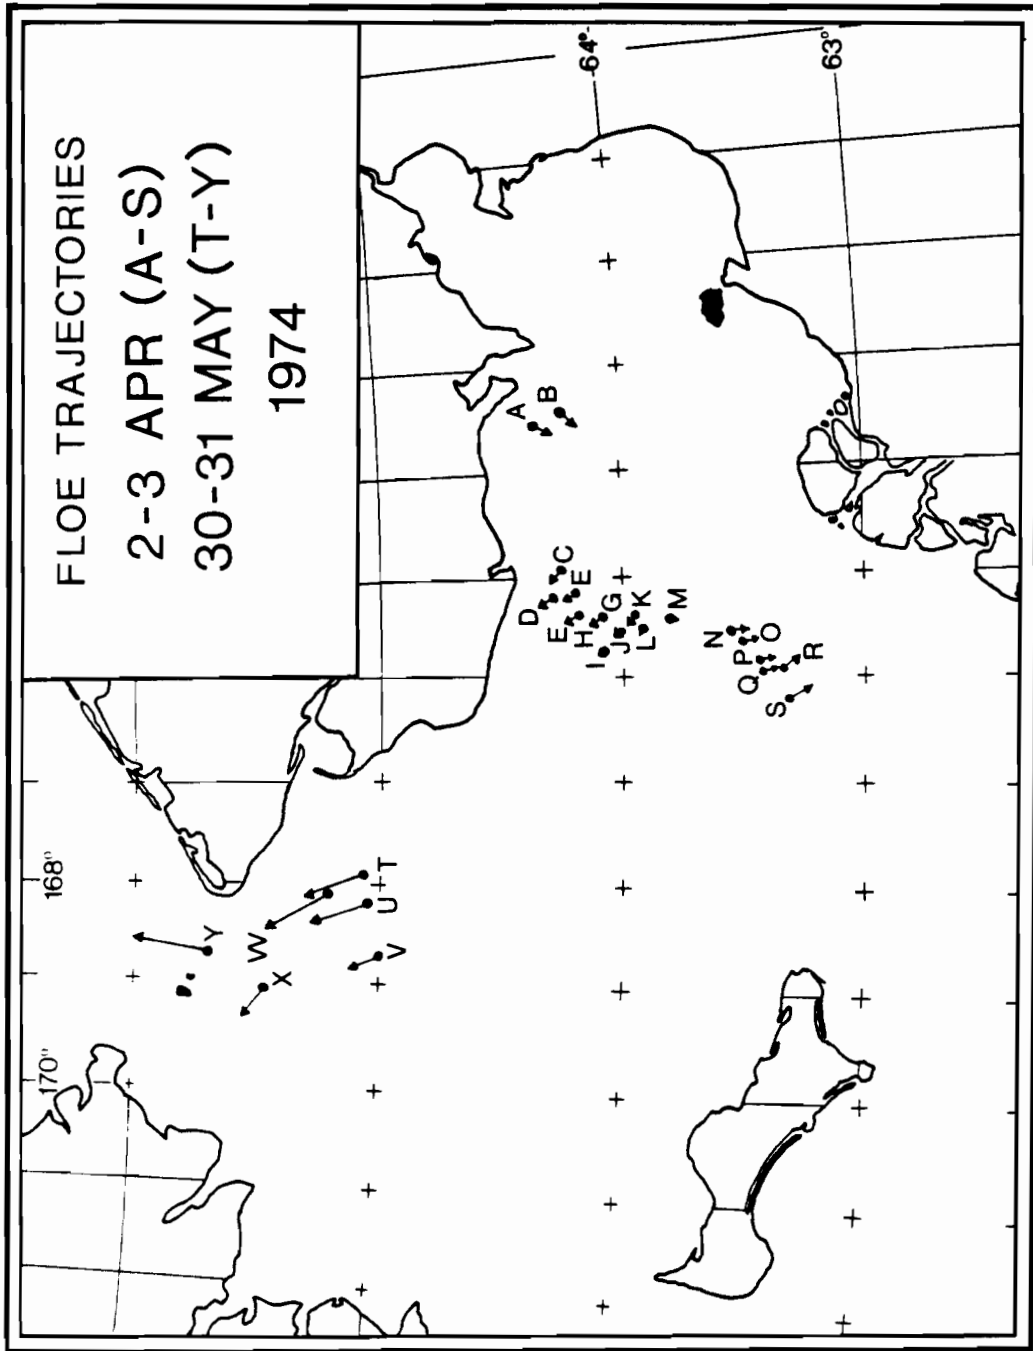 FLOE TRAJECTORIES
2-3 APR (A-S)
30-31 MAY (T-Y)
1974
64°
63°
168°
170°
A
B
C
D
E
E
G
H
I
J
K
L
M
N
O
P
Q
R
S
T
U
V
W
X
Y